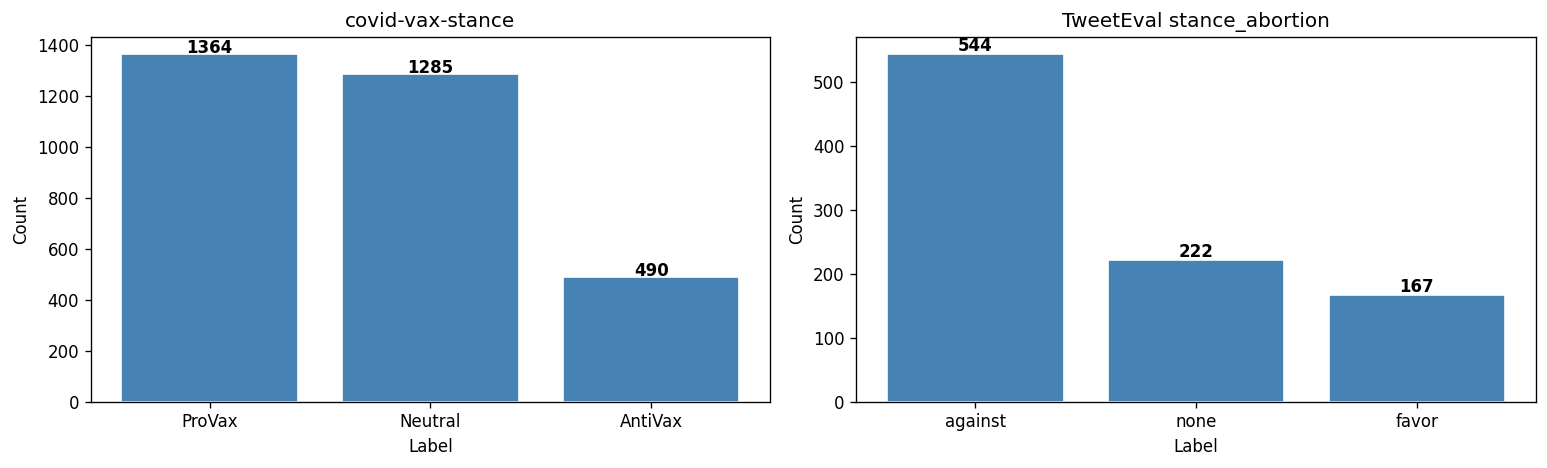 covid-vax-stance
Count
1400
1200
1000
800
600
400
200
0
1364
1285
490
ProVax Neutral AntiVax
Label
TweetEval stance_abortion
Count
500
400
300
200
100
0
544
222
167
against none favor
Label